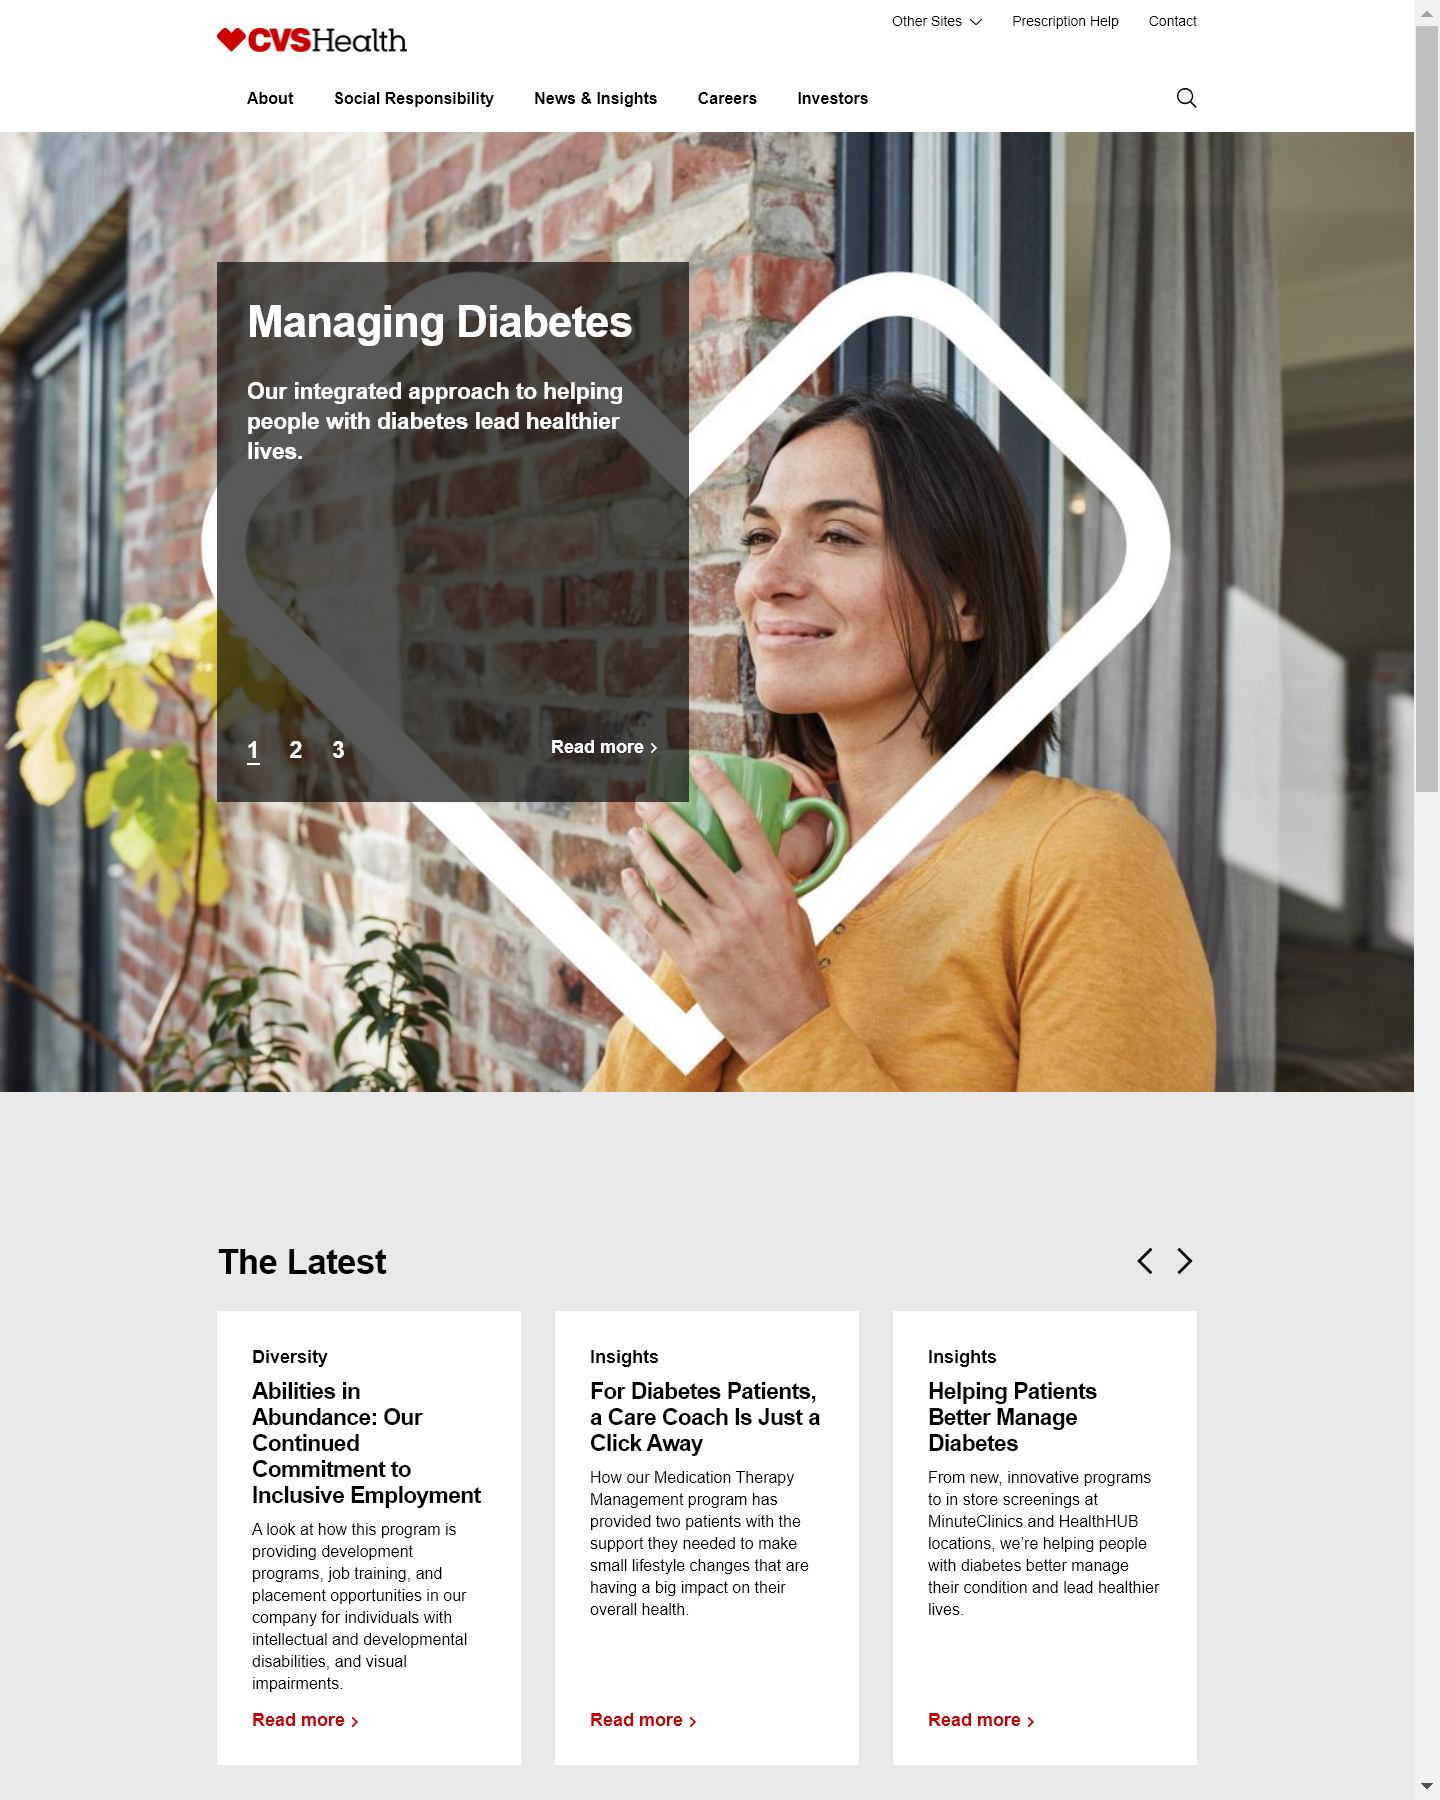 CVSHealth
Other Sites
Prescription Help
Contact
About
Social Responsibility
News & Insights
Careers
Investors
Managing Diabetes
Our integrated approach to helping
people with diabetes lead healthier
lives.
1 2 3
Read more
The Latest
Diversity
Abilities in
Abundance: Our
Continued
Commitment to
Inclusive Employment
A look at how this program is
providing development
programs, job training, and
placement opportunities in our
company for individuals with
intellectual and developmental
disabilities, and visual
impairments.
Read more
Insights
For Diabetes Patients,
a Care Coach Is Just a
Click Away
How our Medication Therapy
Management program has
provided two patients with the
support they needed to make
small lifestyle changes that are
having a big impact on their
overall health.
Read more
Insights
Helping Patients
Better Manage
Diabetes
From new, innovative programs
to in store screenings at
MinuteClinics and HealthHUB
locations, we’re helping people
with diabetes better manage
their condition and lead healthier
lives.
Read more